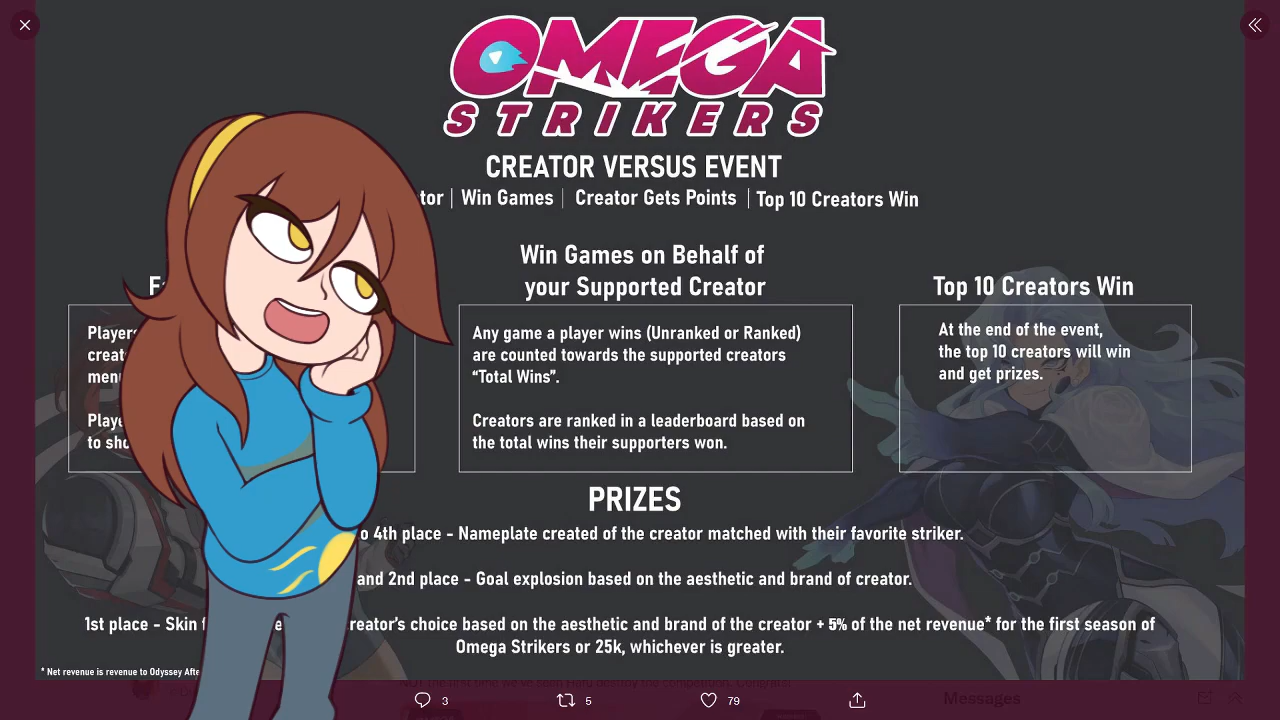 OMEGA
STRIKERS
CREATOR VERSUS EVENT
tor | Win Games | Creator Gets Points | Top 10 Creators Win
Win Games on Behalf of
your Supported Creator
Any game a player wins (Unranked or Ranked)
are counted towards the supported creators
“Total Wins”.
Creators are ranked in a leaderboard based on
the total wins their supporters won.
Top 10 Creators Win
At the end of the event,
the top 10 creators will win
and get prizes.
PRIZES
o 4th place - Nameplate created of the creator matched with their favorite striker.
and 2nd place - Goal explosion based on the aesthetic and brand of creator.
1st place - Skin reator’s choice based on the aesthetic and brand of the creator + 5% of the net revenue* for the first season of
Omega Strikers or 25k, whichever is greater.
* Net revenue is revenue to Odyssey Afte
3 5 79
Messages